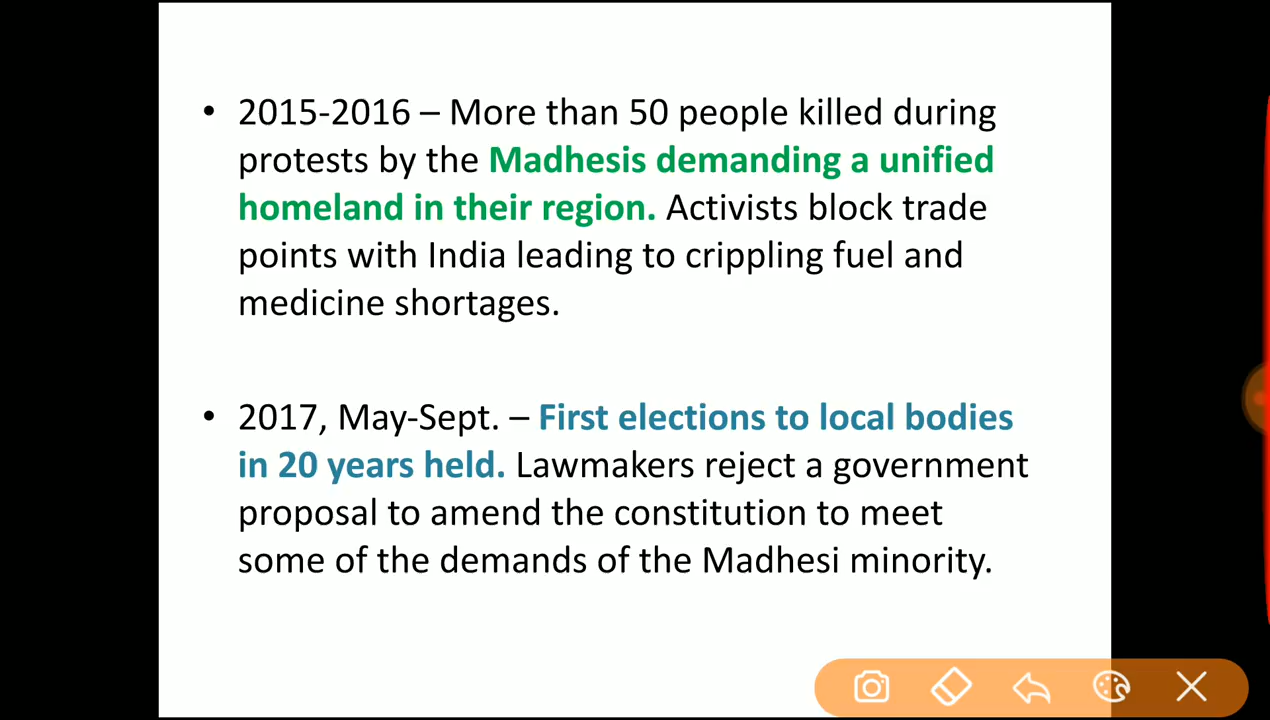 • 2015-2016 – More than 50 people killed during
protests by the Madhesis demanding a unified
homeland in their region. Activists block trade
points with India leading to crippling fuel and
medicine shortages.
• 2017, May-Sept. – First elections to local bodies
in 20 years held. Lawmakers reject a government
proposal to amend the constitution to meet
some of the demands of the Madhesi minority.